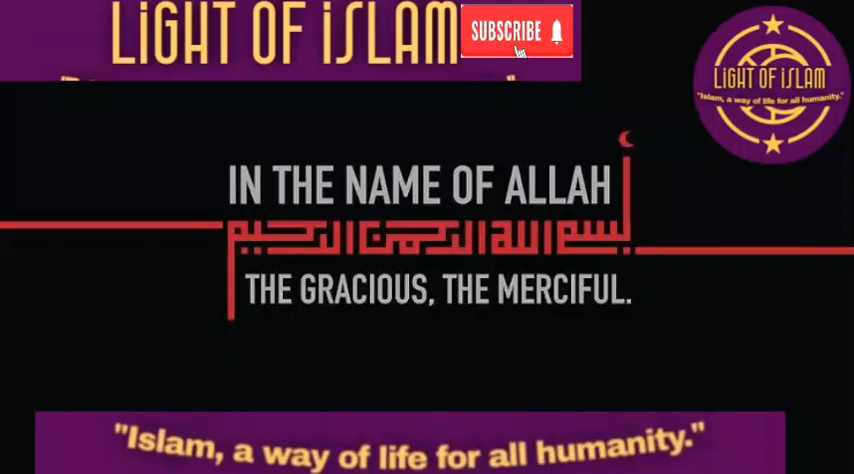 LiGHT OF iSLAM
SUBSCRIBE
LiGHT OF iSLAM
"Islam, a way of life for all humanity."
IN THE NAME OF ALLAH
بسم الله الرحمن الرحيم
THE GRACIOUS, THE MERCIFUL.
"Islam, a way of life for all humanity."